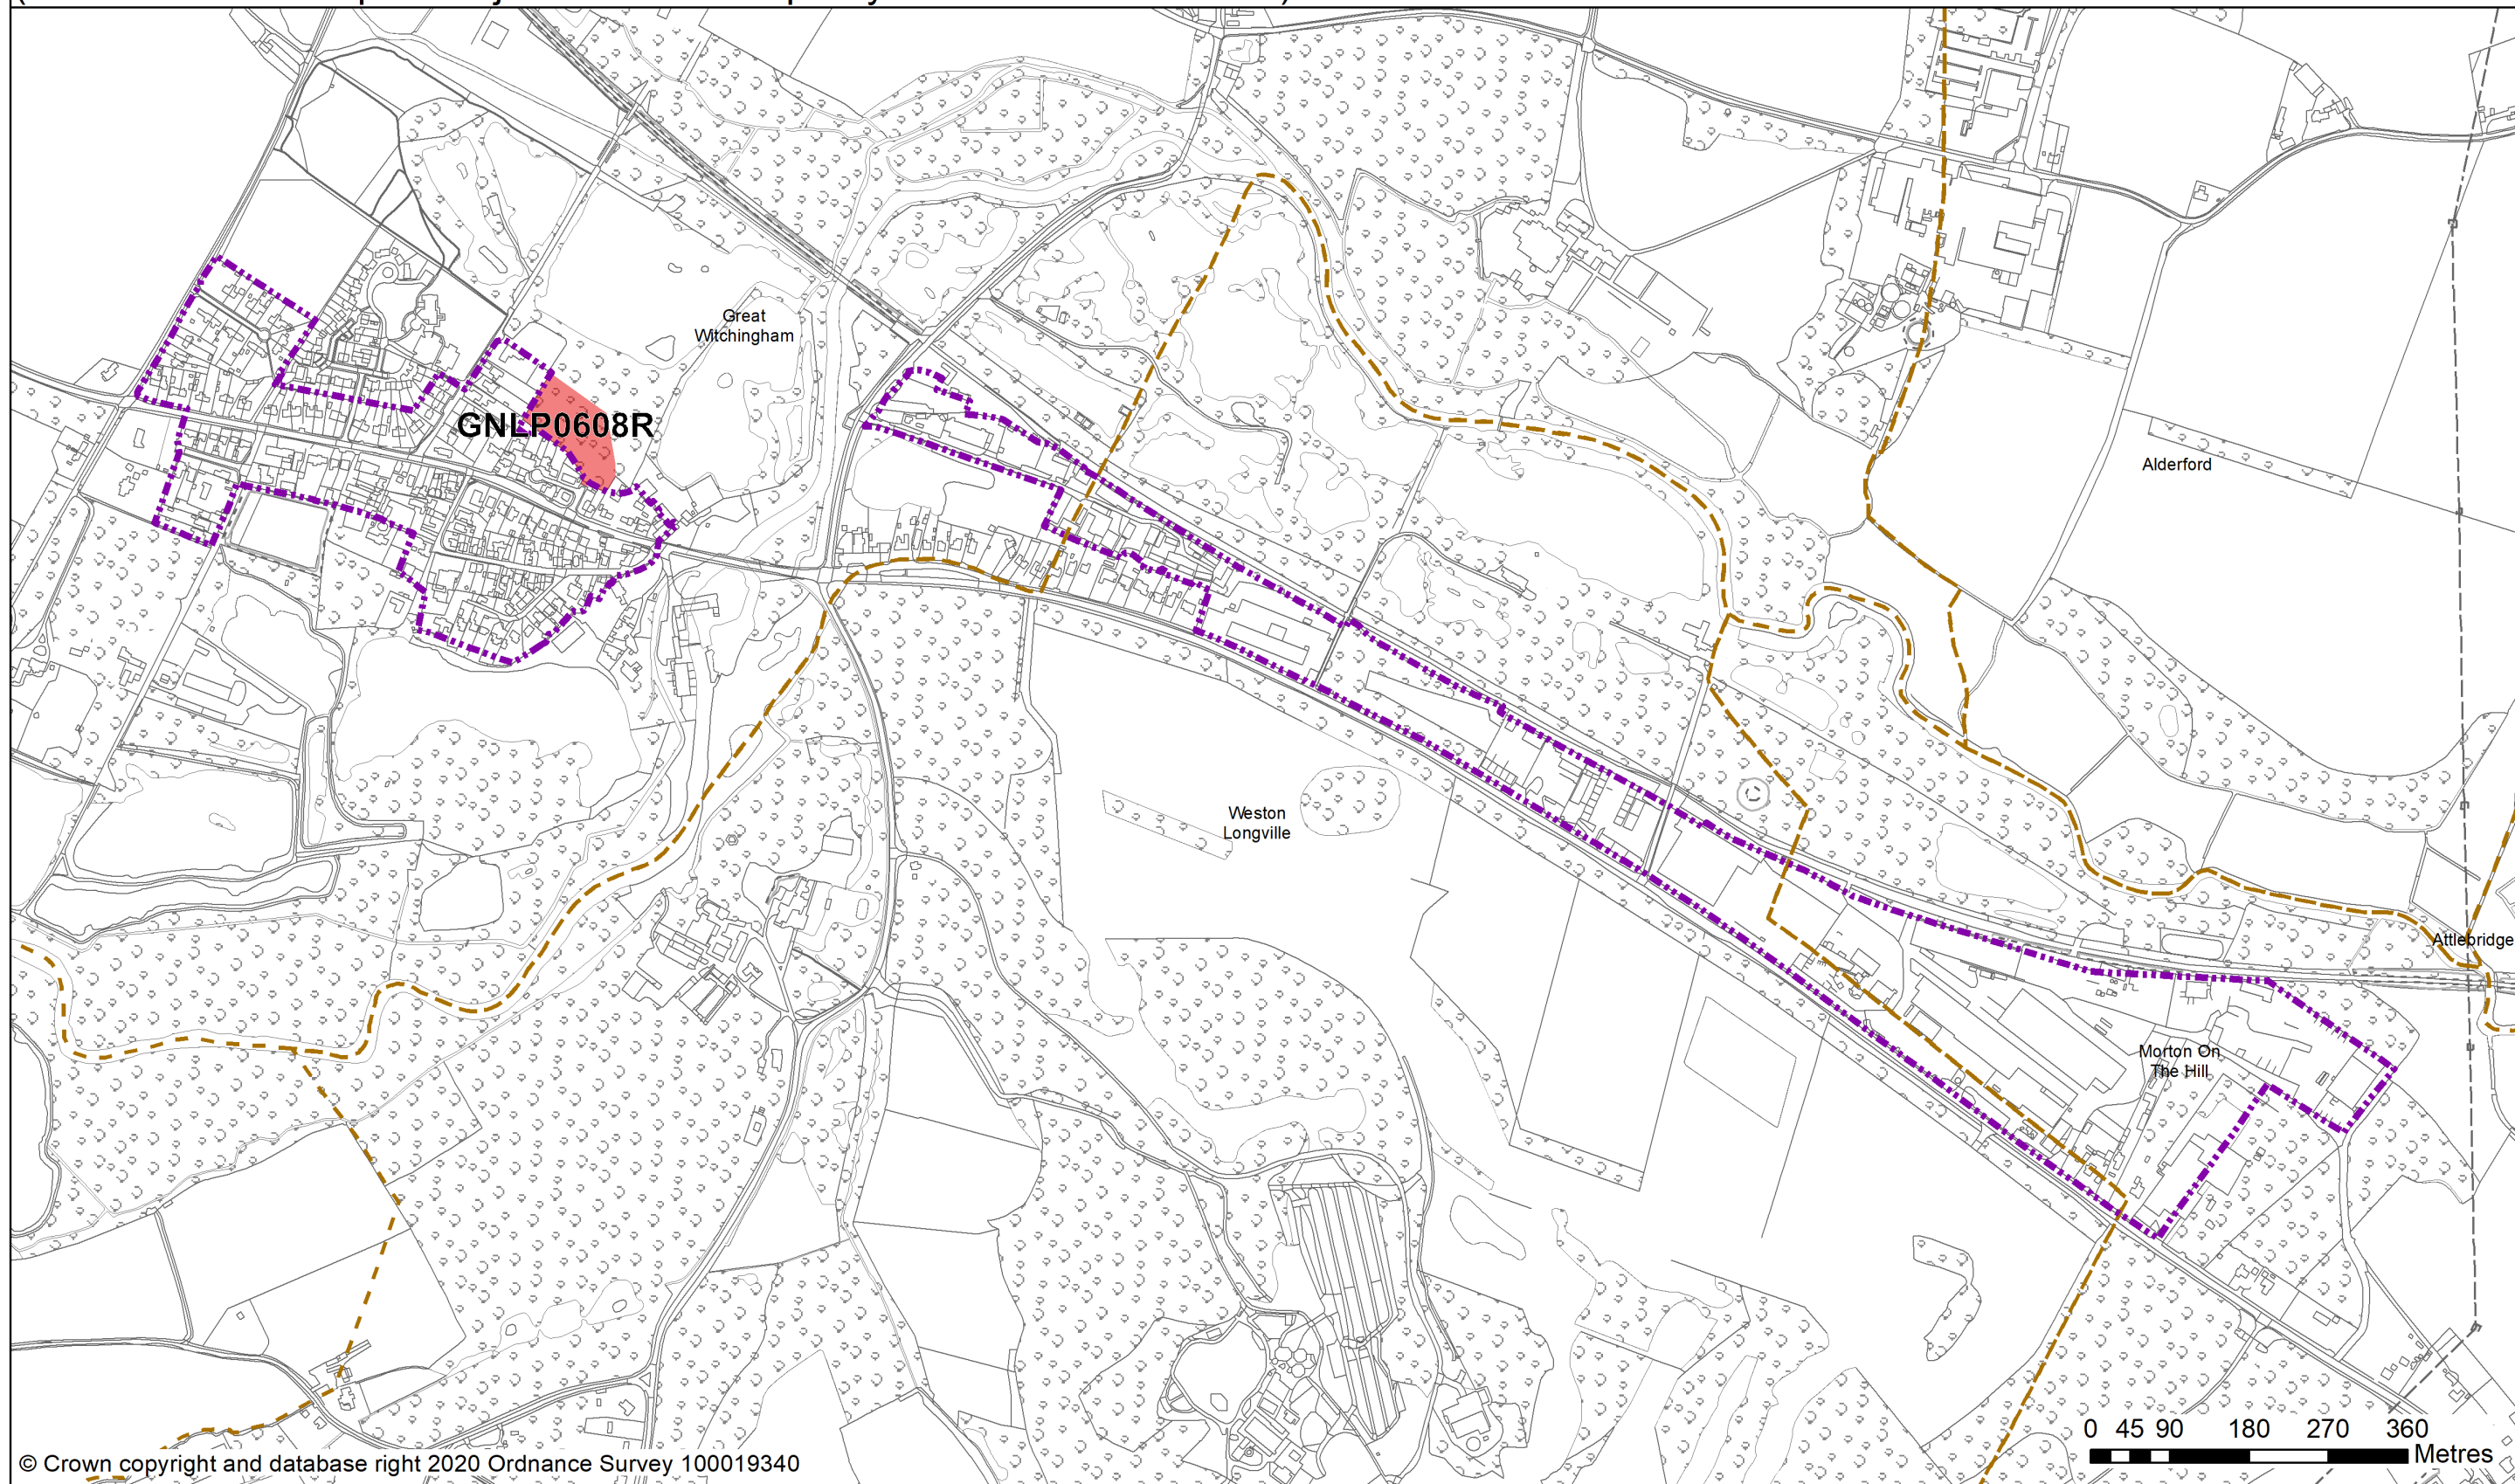 Great
Witchingham
GNLP0608R
Alderford
Weston
Longville
Attlebridge
Morton On
The Hill
0 45 90 180 270 360
Metres
© Crown copyright and database right 2020 Ordnance Survey 100019340